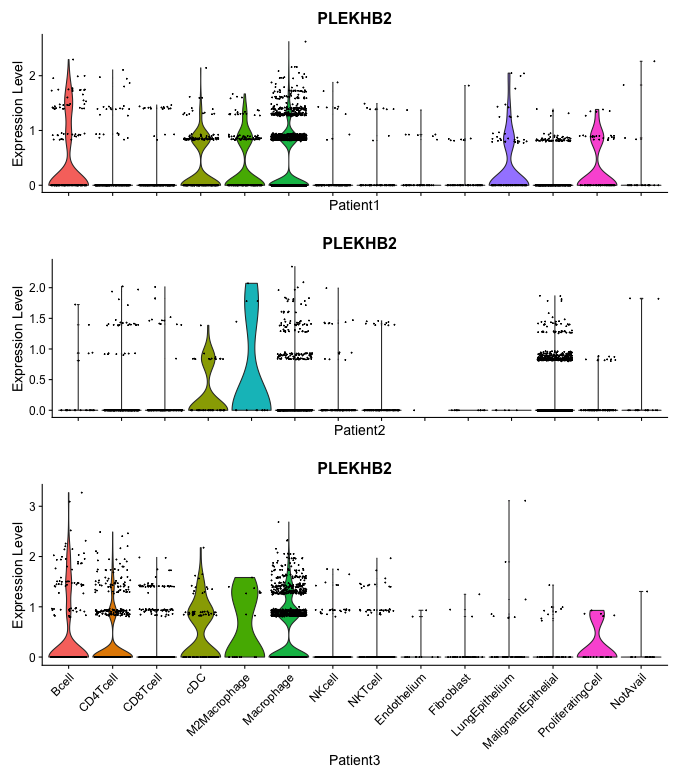 PLEKHB2
Expression Level
2
1
0
Patient1
PLEKHB2
Expression Level
2.0
1.5
1.0
0.5
0.0
Patient2
PLEKHB2
Expression Level
3
2
1
0
Bcell
CD4Tcell
CD8Tcell
cDC
M2Macrophage
Macrophage
NKcell
NKTcell
Endothelium
Fibroblast
LungEpithelium
MalignantEpithelial
ProliferatingCell
NotAvail
Patient3